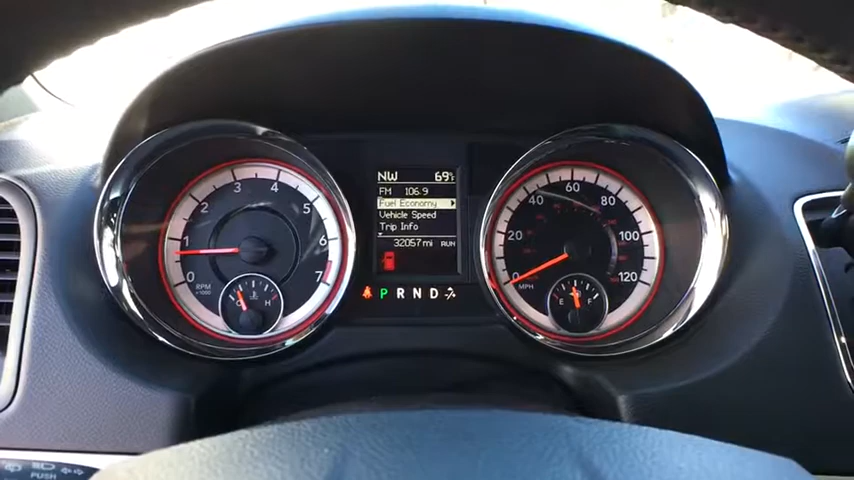 NW 69°F
FM 106.9
Fuel Economy
Vehicle Speed
Trip Info
32057 mi RUN
P R N D +/-
0 1 2 3 4 5 6 7
RPM
x1000
C H
0 20 40 60 80 100 120
MPH
E F
PUSH